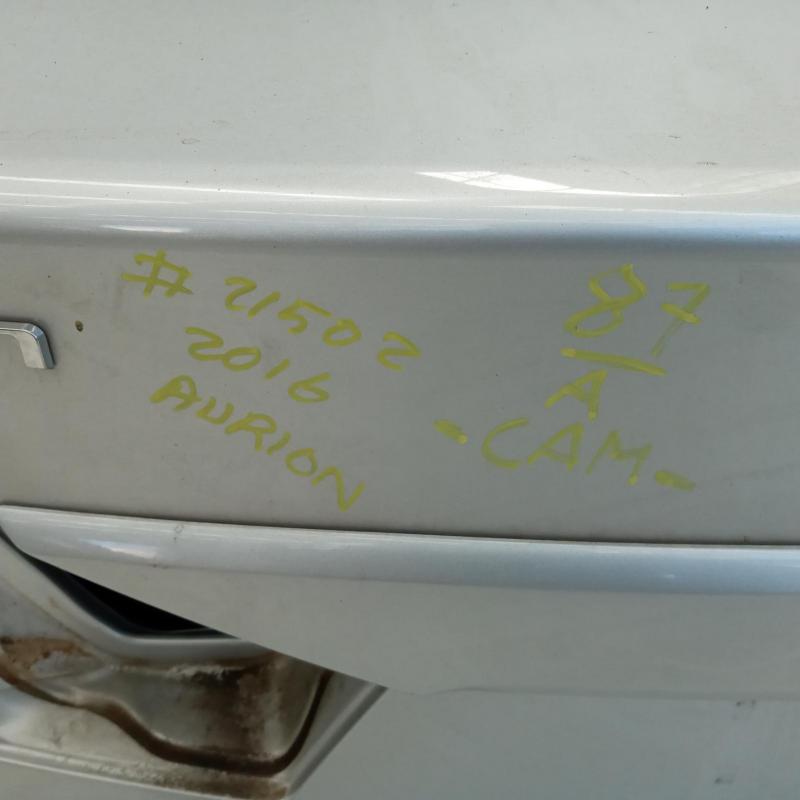 # 21502
2016
AURION
87
A
-CAM-